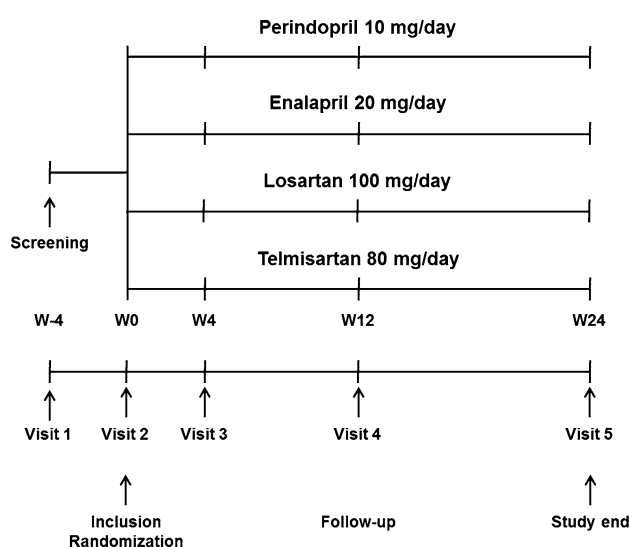 Perindopril 10 mg/day
Enalapril 20 mg/day
Losartan 100 mg/day
Screening
Telmisartan 80 mg/day
W-4 W0 W4 W12 W24
Visit 1 Visit 2 Visit 3 Visit 4 Visit 5
Inclusion Follow-up Study end
Randomization